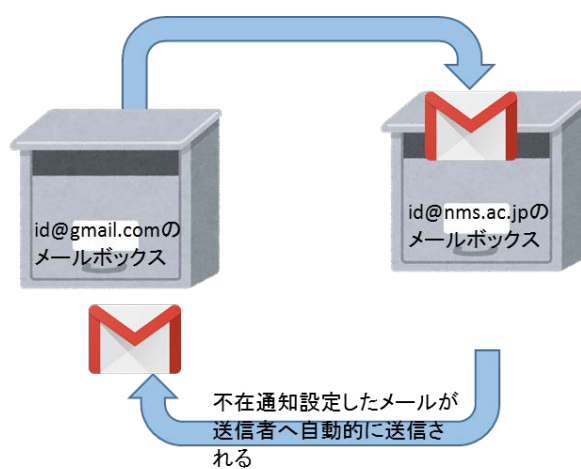 id@gmail.comの
メールボックス
id@nms.ac.jpの
メールボックス
不在通知設定したメールが
送信者へ自動的に送信さ
れる